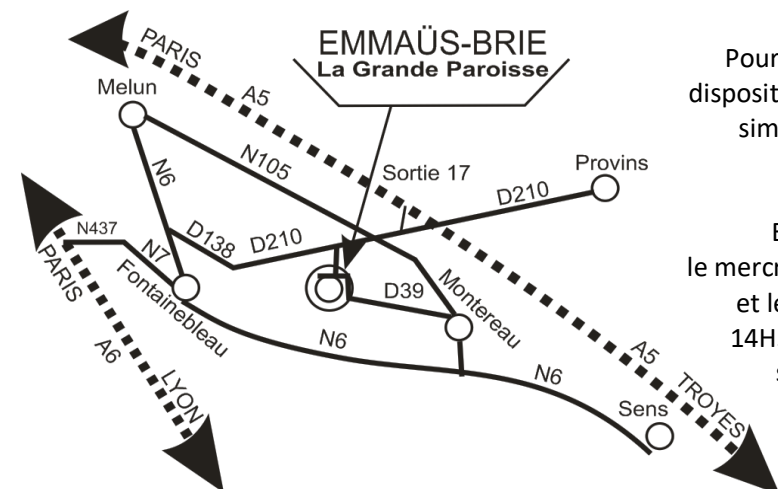 EMMAÜS-BRIE
La Grande Paroisse
PARIS
A5
Melun
N105
Sortie 17
Provins
D210
N6
N437
N7
D138
D210
PARIS
A6
LYON
Fontainebleau
D39
Montereau
N6
N6
A5
TROYES
Sens
Pour
disposit
sim
E
le mercr
et le
14H
s